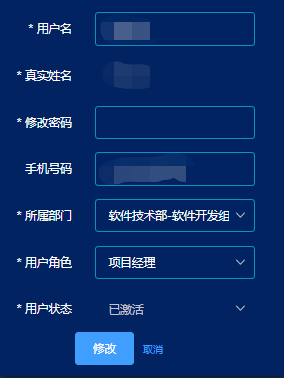 * 用户名
* 真实姓名
* 修改密码
手机号码
* 所属部门 软件技术部-软件开发组
* 用户角色 项目经理
* 用户状态 已激活
修改 取消